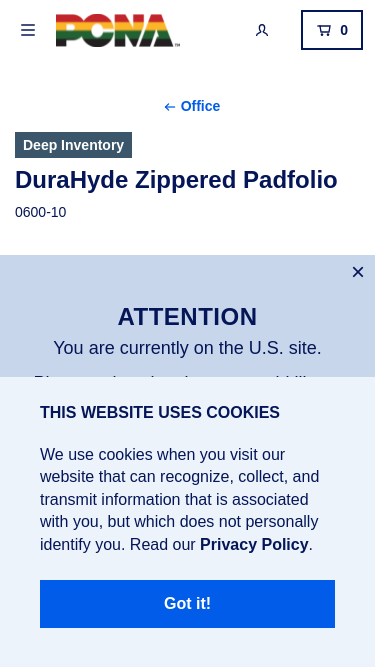 PCNA
0
← Office
Deep Inventory
DuraHyde Zippered Padfolio
0600-10
ATTENTION
You are currently on the U.S. site.
THIS WEBSITE USES COOKIES
We use cookies when you visit our
website that can recognize, collect, and
transmit information that is associated
with you, but which does not personally
identify you. Read our Privacy Policy.
Got it!